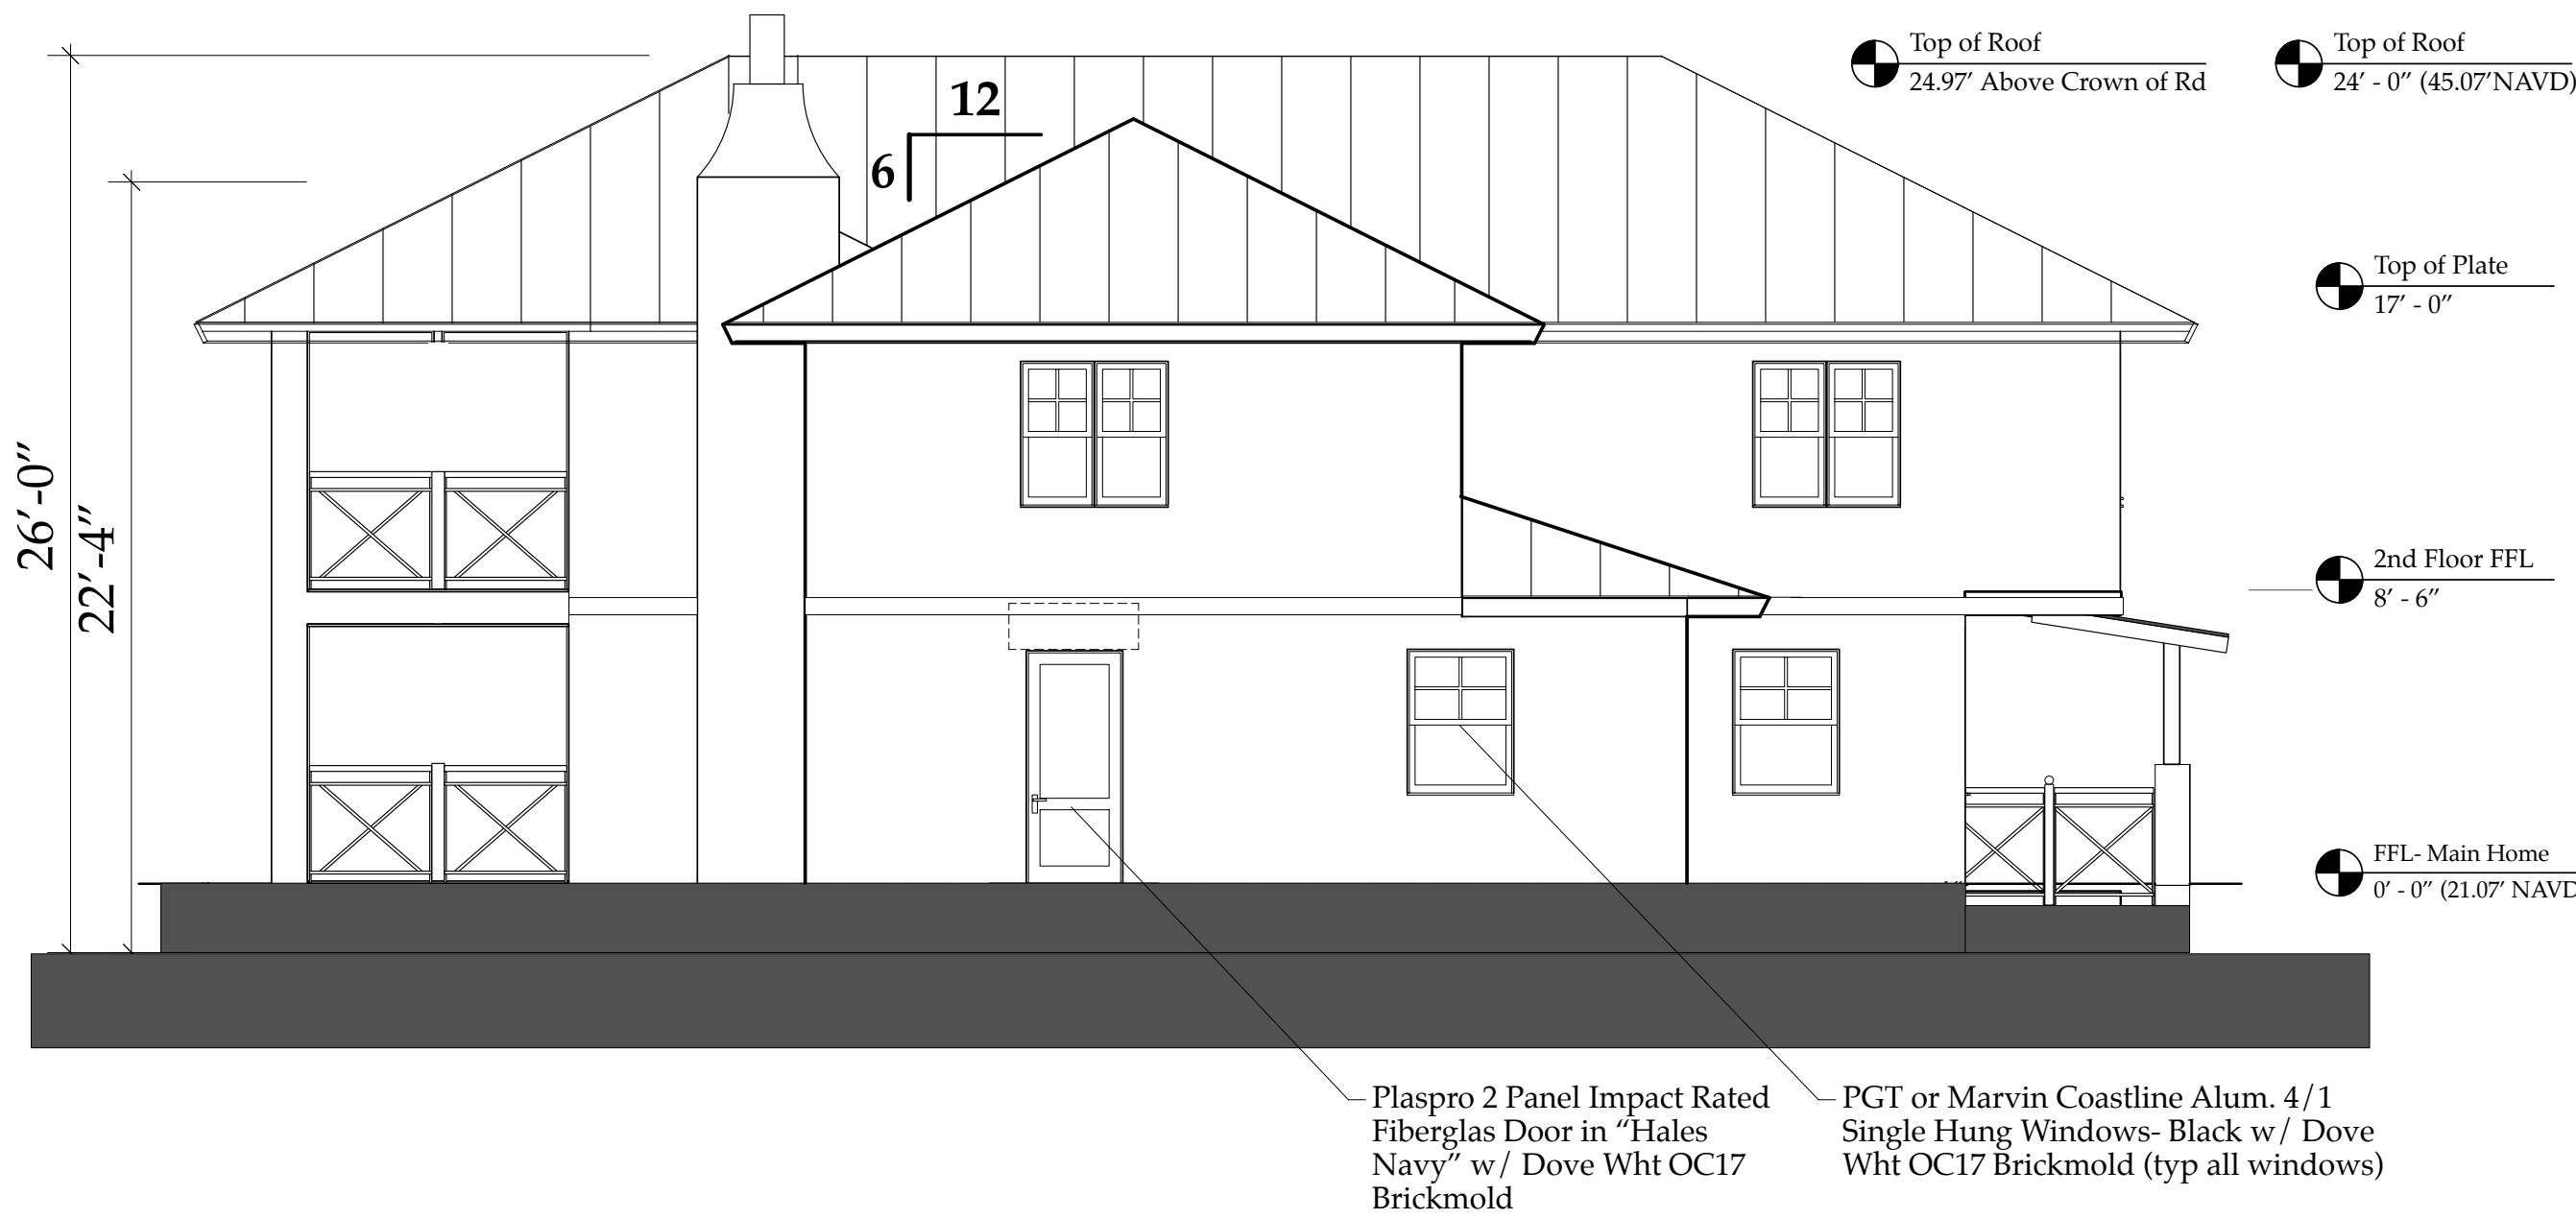 Top of Roof
24.97' Above Crown of Rd
Top of Roof
24' - 0" (45.07'NAVD)
12
6
Top of Plate
17' - 0"
26'-0"
22'-4"
2nd Floor FFL
8' - 6"
FFL- Main Home
0' - 0" (21.07' NAVD
Plaspro 2 Panel Impact Rated
Fiberglas Door in “Hales
Navy” w/ Dove Wht OC17
Brickmold
PGT or Marvin Coastline Alum. 4/1
Single Hung Windows- Black w/ Dove
Wht OC17 Brickmold (typ all windows)